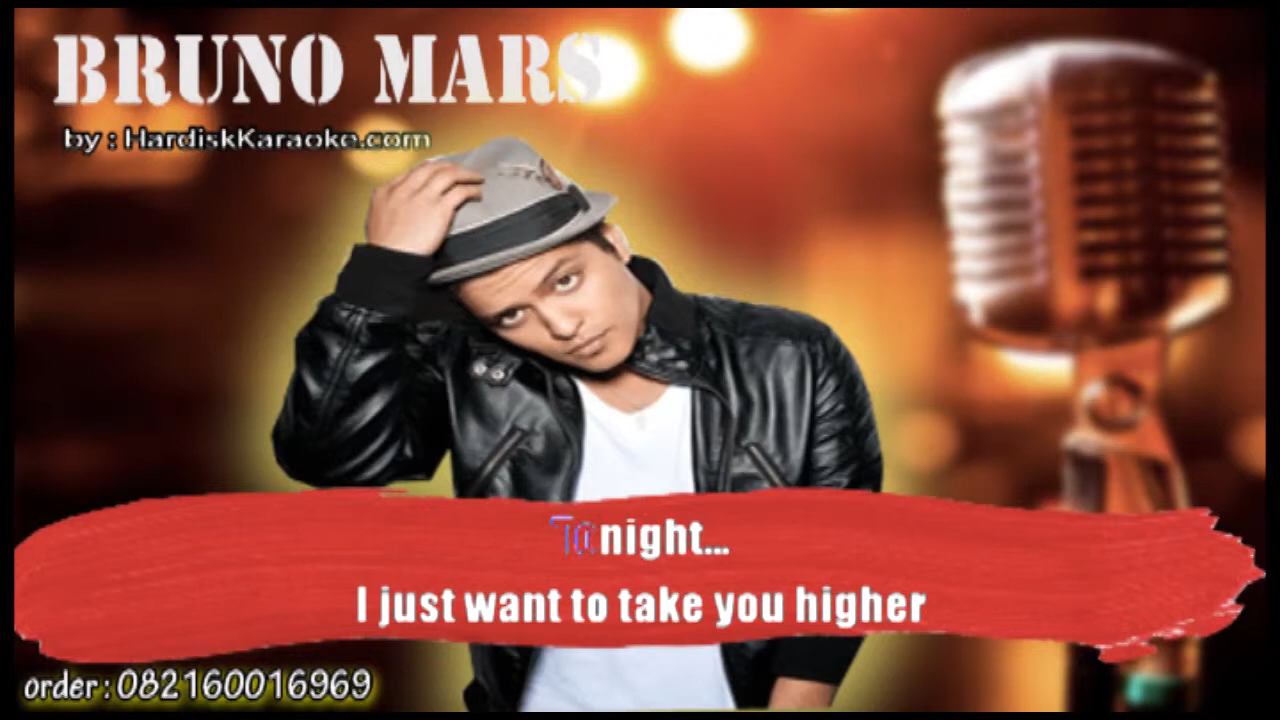 BRUNO MARS
by : HardiskKaraoke.com
Tonight...
I just want to take you higher
order : 082160016969